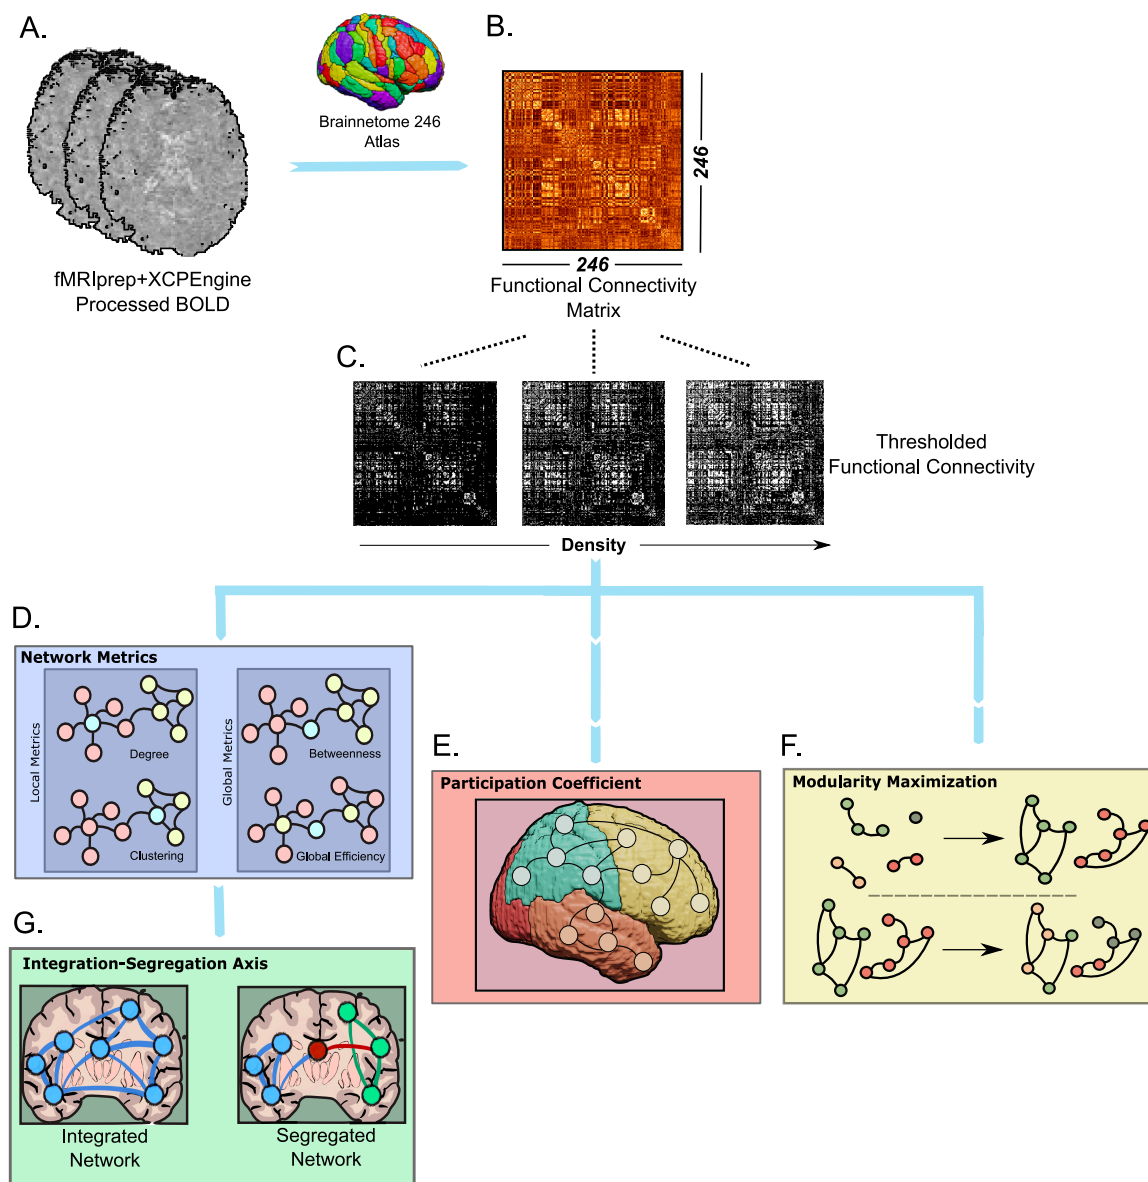 A.
Brainnetome 246
Atlas
B.
246
246
fMRIprep+XCPEngine
Processed BOLD
Functional Connectivity
Matrix
C.
Thresholded
Functional Connectivity
Density
D.
Network Metrics
Local Metrics
Degree
Clustering
Global Metrics
Betweenness
Global Efficiency
E.
Participation Coefficient
F.
Modularity Maximization
G.
Integration-Segregation Axis
Integrated
Network
Segregated
Network